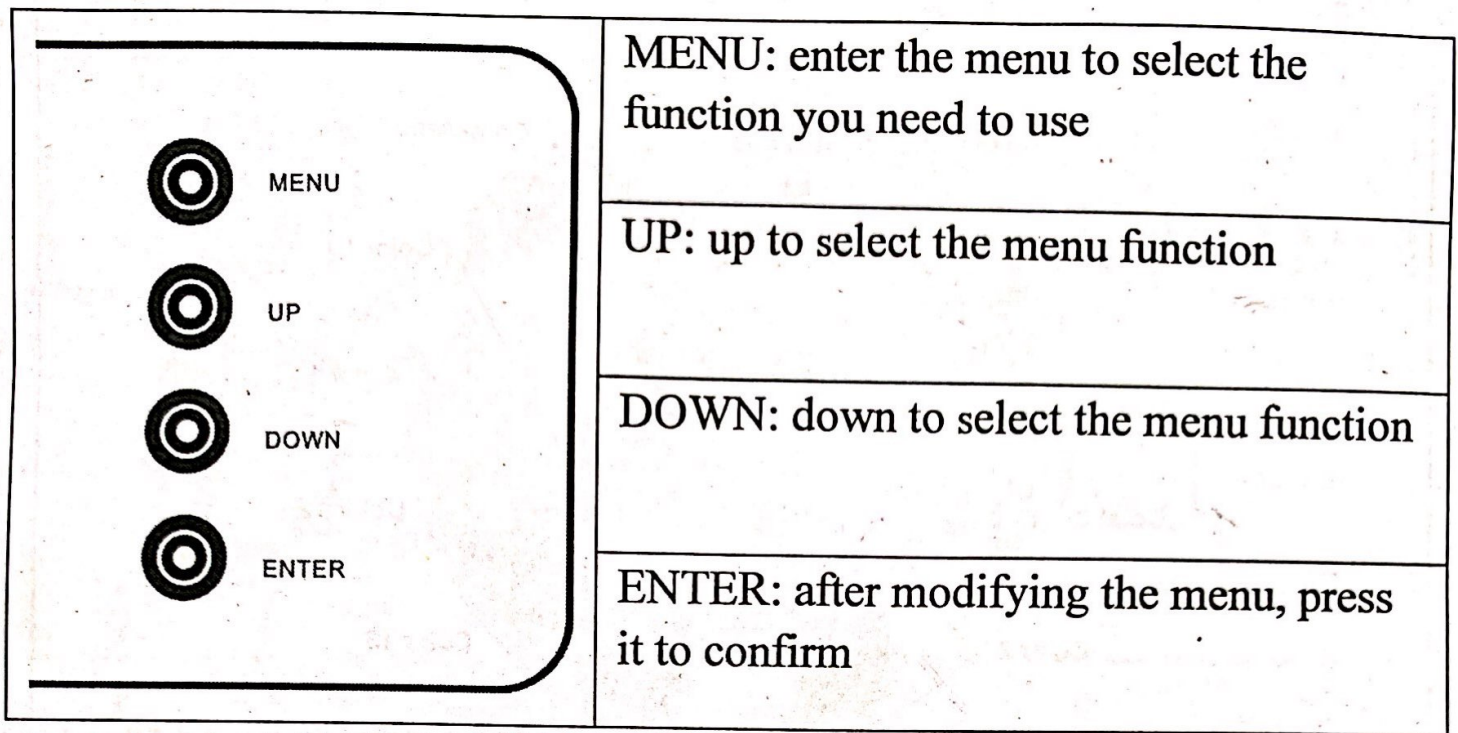 MENU
UP
DOWN
ENTER
MENU: enter the menu to select the
function you need to use
UP: up to select the menu function
DOWN: down to select the menu function
ENTER: after modifying the menu, press
it to confirm